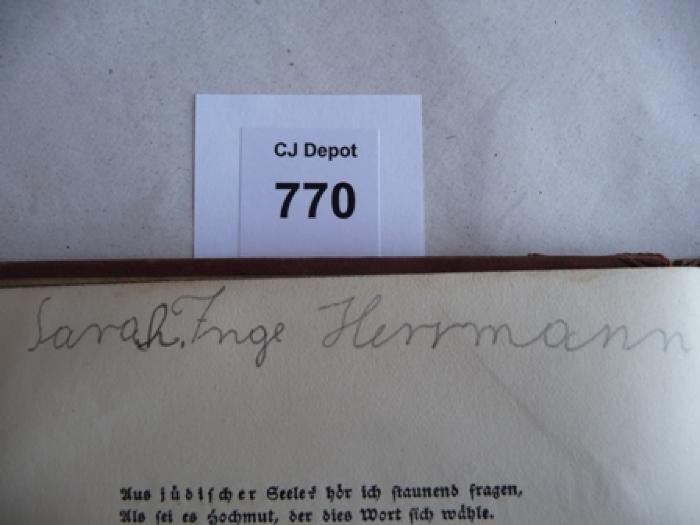 CJ Depot
770
Sarah. Inge Herrmann
Aus jüdischer Seele? hör ich staunend fragen,
Als sei es Hochmut, der dies Wort sich wähle.